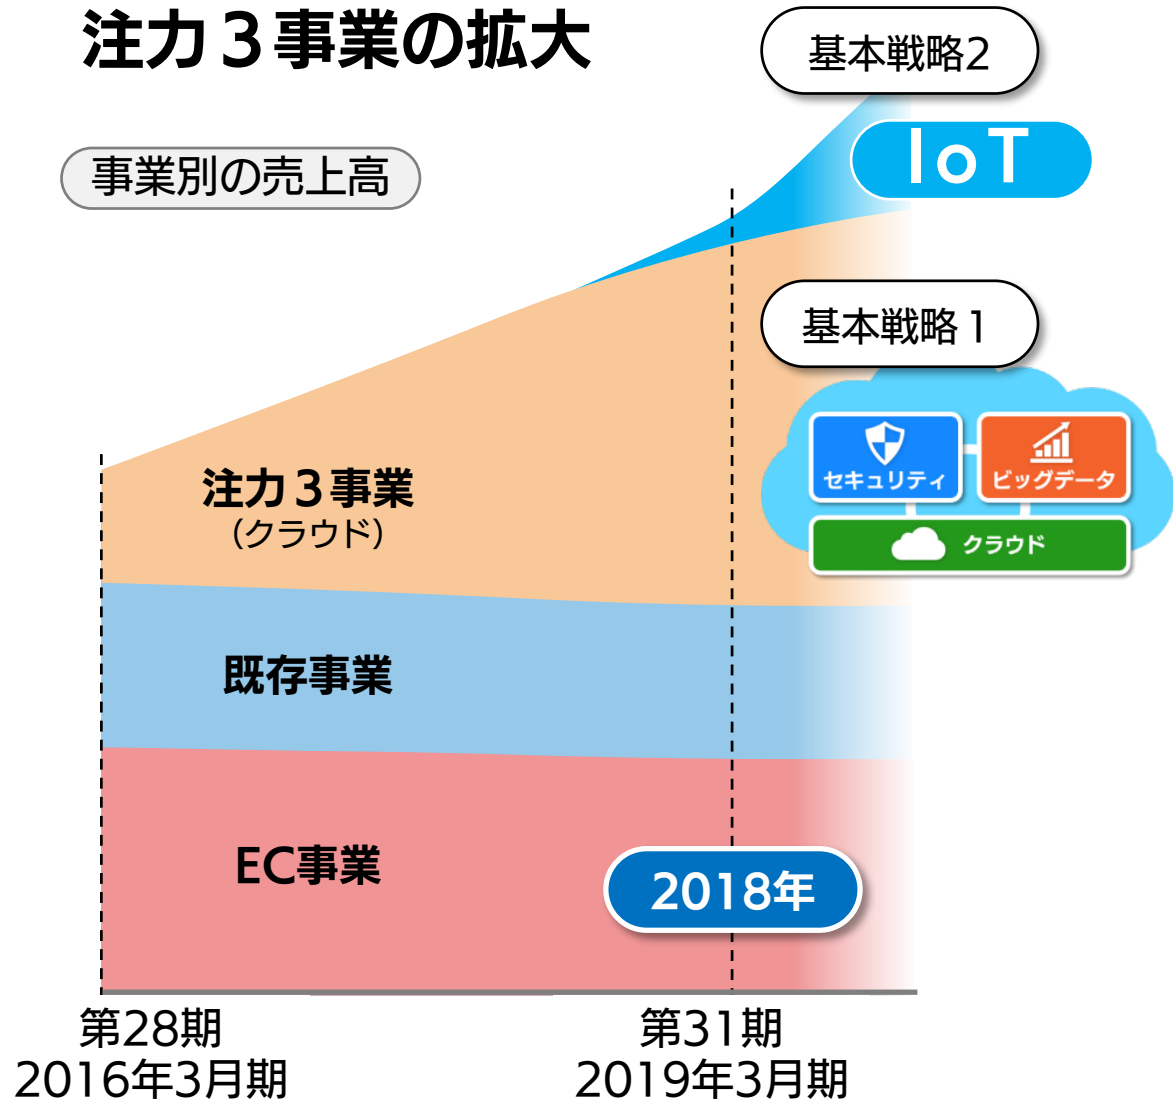 注力３事業の拡大
基本戦略2
IoT
事業別の売上高
基本戦略１
セキュリティ
ビッグデータ
クラウド
注力３事業
（クラウド）
既存事業
EC事業
2018年
第28期
2016年3月期
第31期
2019年3月期